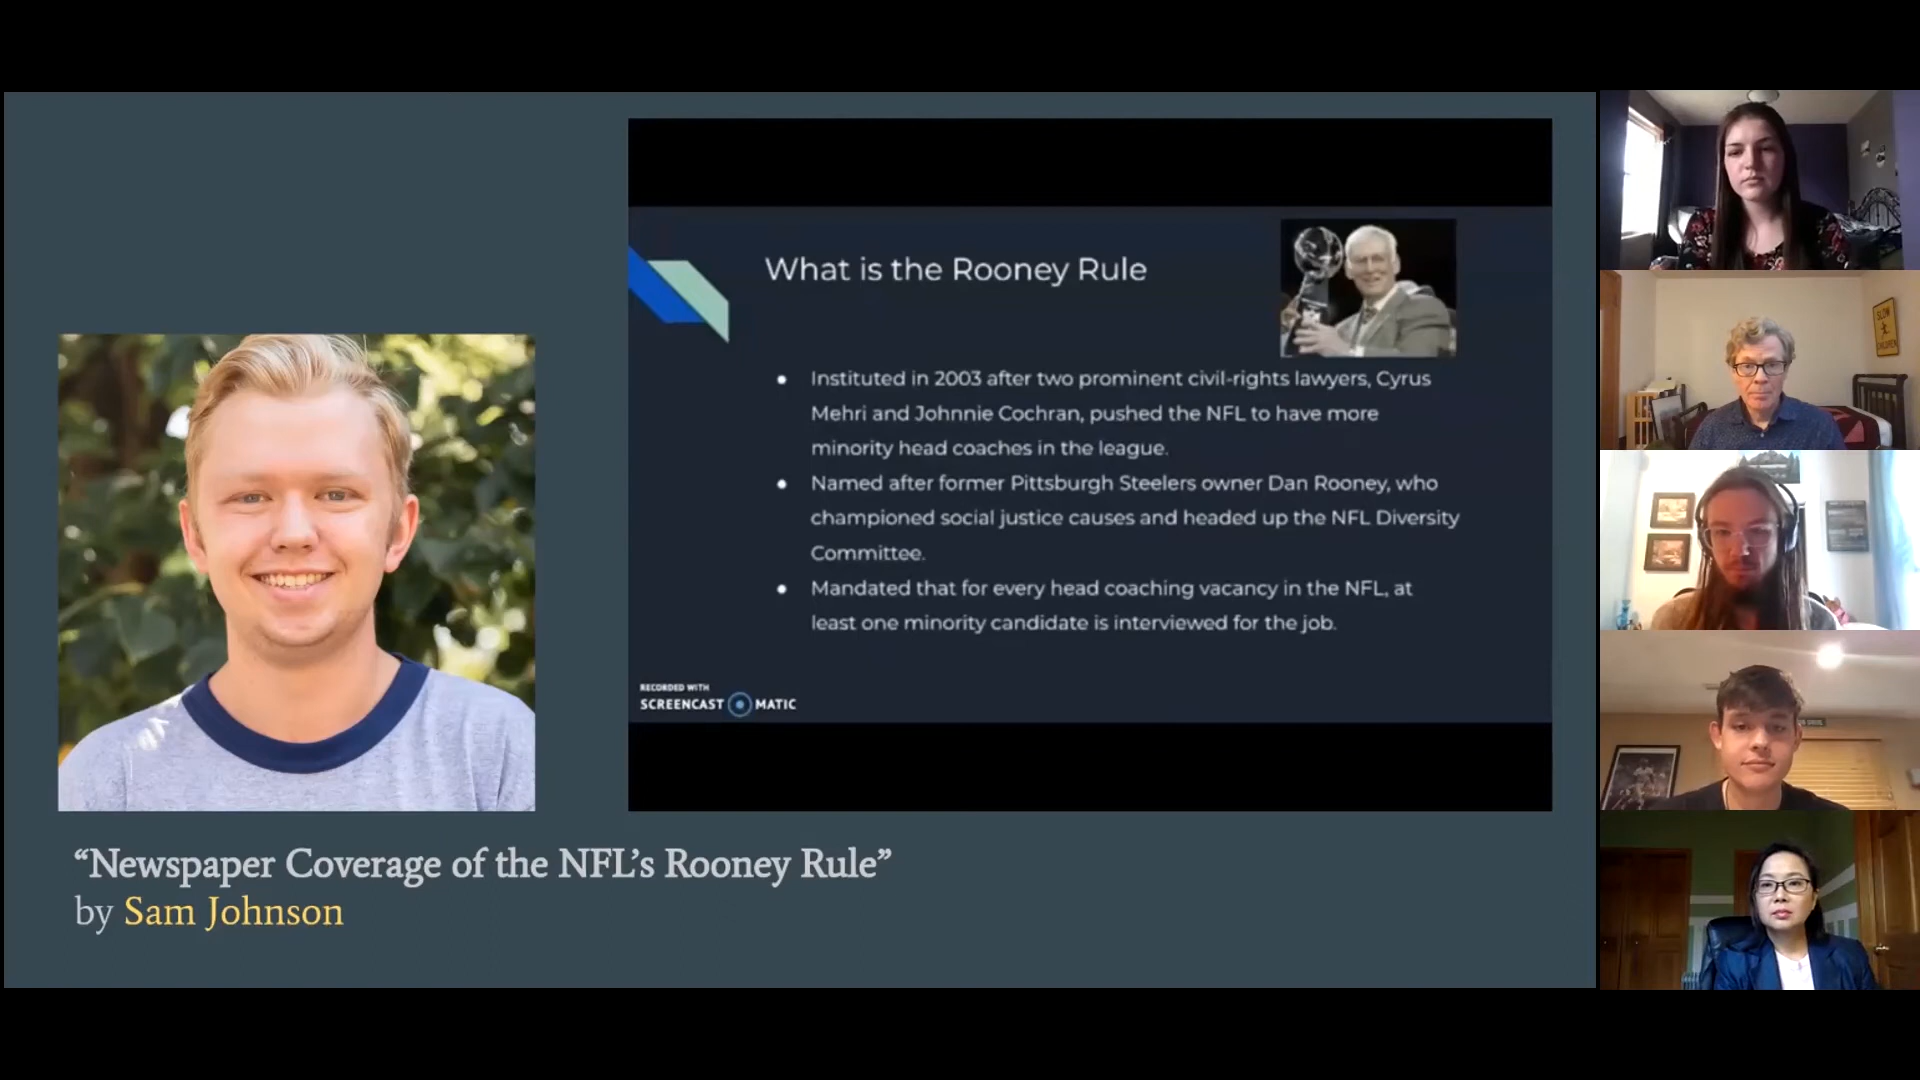 What is the Rooney Rule
Instituted in 2003 after two prominent civil-rights lawyers, Cyrus
Mehri and Johnnie Cochran, pushed the NFL to have more
minority head coaches in the league.
Named after former Pittsburgh Steelers owner Dan Rooney, who
championed social justice causes and headed up the NFL Diversity
Committee.
Mandated that for every head coaching vacancy in the NFL, at
least one minority candidate is interviewed for the job.
RECORDED WITH
SCREENCAST MATIC
“Newspaper Coverage of the NFL’s Rooney Rule”
by Sam Johnson
SLOW
CHILDREN